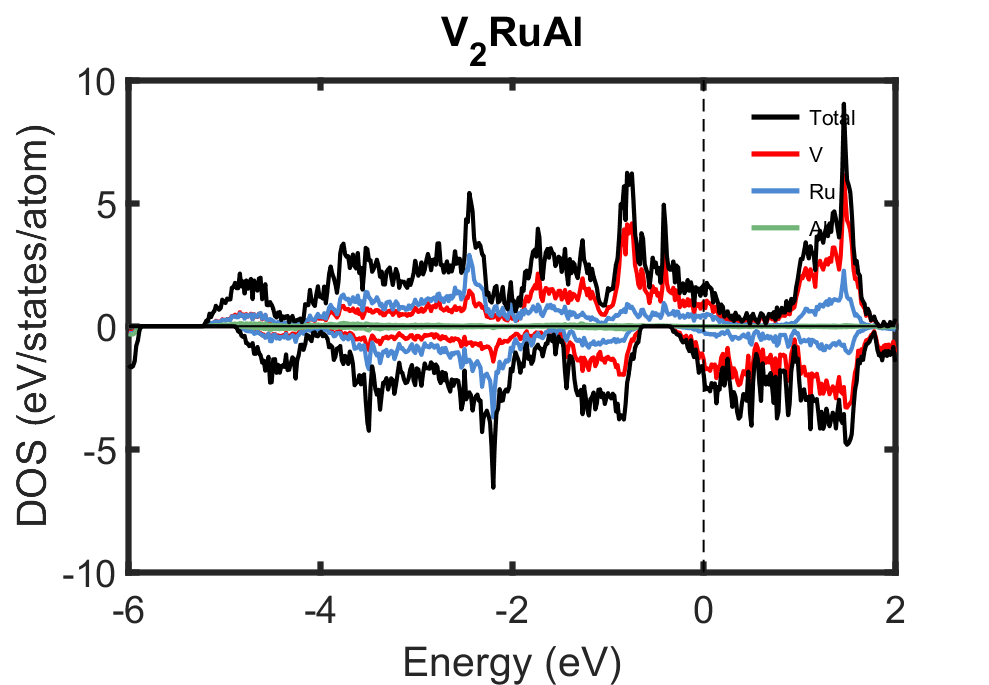 V2RuAl
10
5
0
-5
-10
DOS (eV/states/atom)
Total
V
Ru
Al
-6
-4
-2
0
2
Energy (eV)